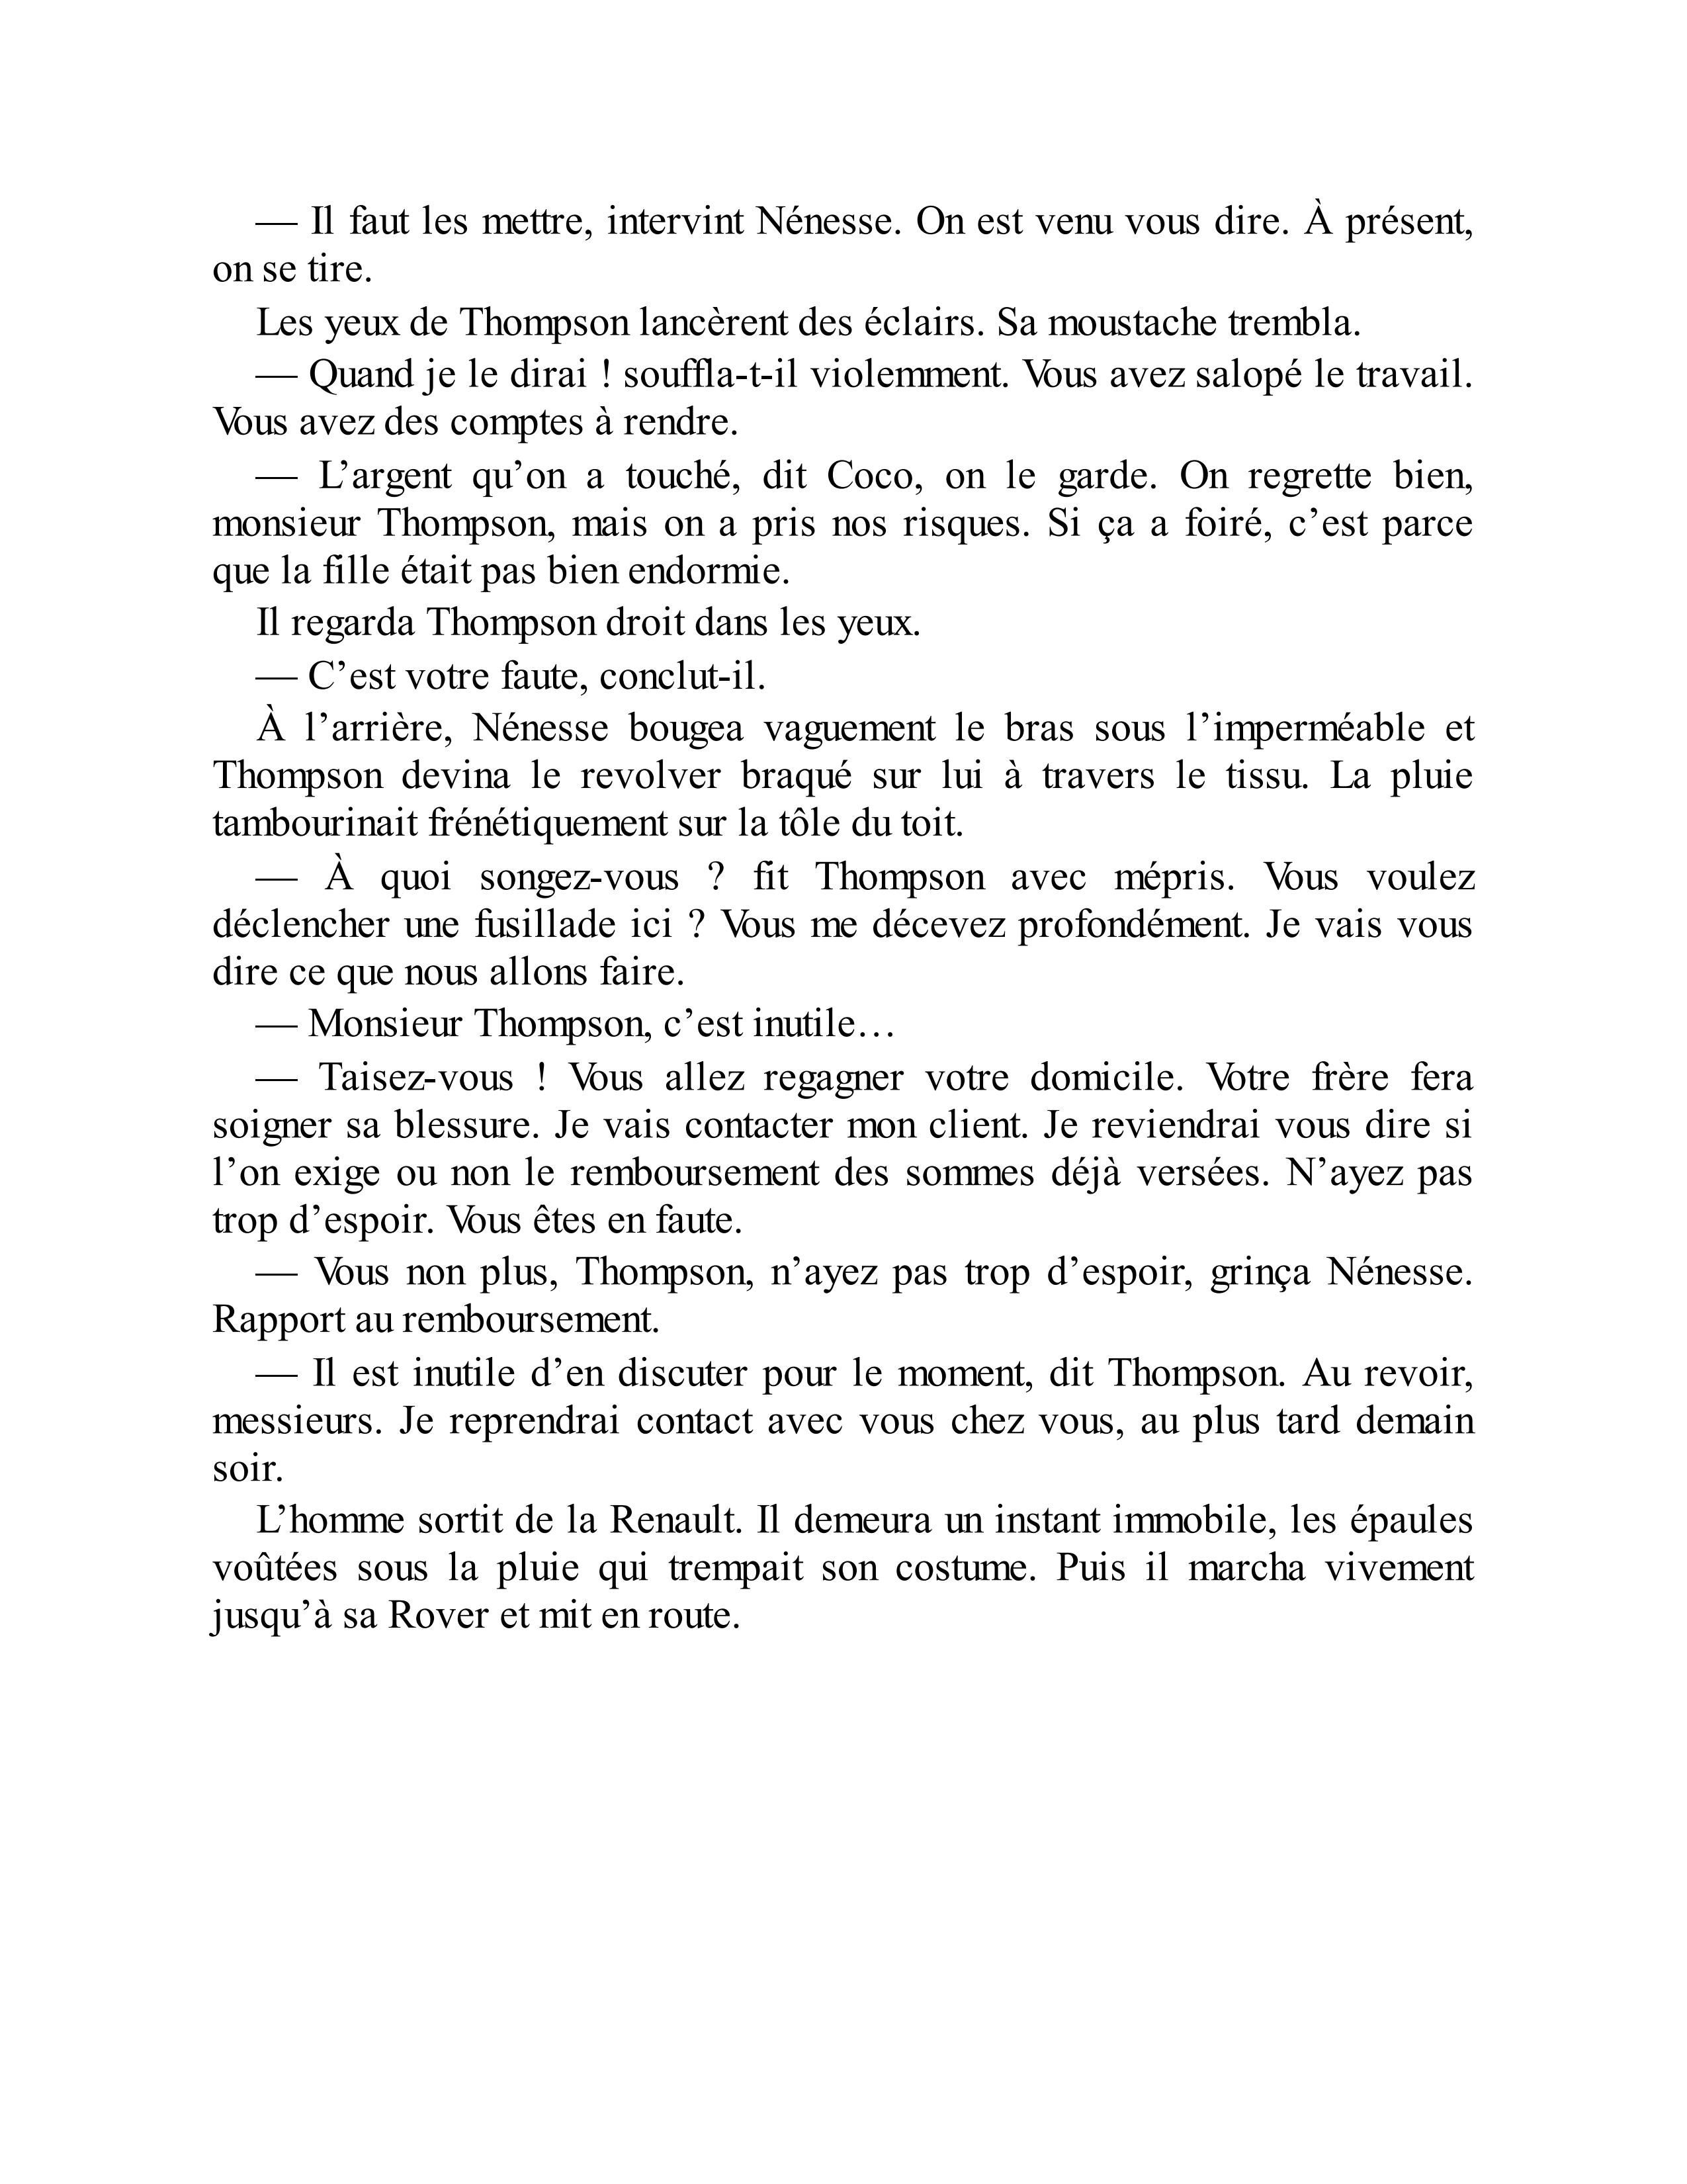 — Il faut les mettre, intervint Nénesse. On est venu vous dire. À présent,
on se tire.
Les yeux de Thompson lancèrent des éclairs. Sa moustache trembla.
— Quand je le dirai ! souffla-t-il violemment. Vous avez salopé le travail.
Vous avez des comptes à rendre.
— L’argent qu’on a touché, dit Coco, on le garde. On regrette bien,
monsieur Thompson, mais on a pris nos risques. Si ça a foiré, c’est parce
que la fille était pas bien endormie.
Il regarda Thompson droit dans les yeux.
— C’est votre faute, conclut-il.
À l’arrière, Nénesse bougea vaguement le bras sous l’imperméable et
Thompson devina le revolver braqué sur lui à travers le tissu. La pluie
tambourinait frénétiquement sur la tôle du toit.
— À quoi songez-vous ? fit Thompson avec mépris. Vous voulez
déclencher une fusillade ici ? Vous me décevez profondément. Je vais vous
dire ce que nous allons faire.
— Monsieur Thompson, c’est inutile…
— Taisez-vous ! Vous allez regagner votre domicile. Votre frère fera
soigner sa blessure. Je vais contacter mon client. Je reviendrai vous dire si
l’on exige ou non le remboursement des sommes déjà versées. N’ayez pas
trop d’espoir. Vous êtes en faute.
— Vous non plus, Thompson, n’ayez pas trop d’espoir, grinça Nénesse.
Rapport au remboursement.
— Il est inutile d’en discuter pour le moment, dit Thompson. Au revoir,
messieurs. Je reprendrai contact avec vous chez vous, au plus tard demain
soir.
L’homme sortit de la Renault. Il demeura un instant immobile, les épaules
voûtées sous la pluie qui trempait son costume. Puis il marcha vivement
jusqu’à sa Rover et mit en route.